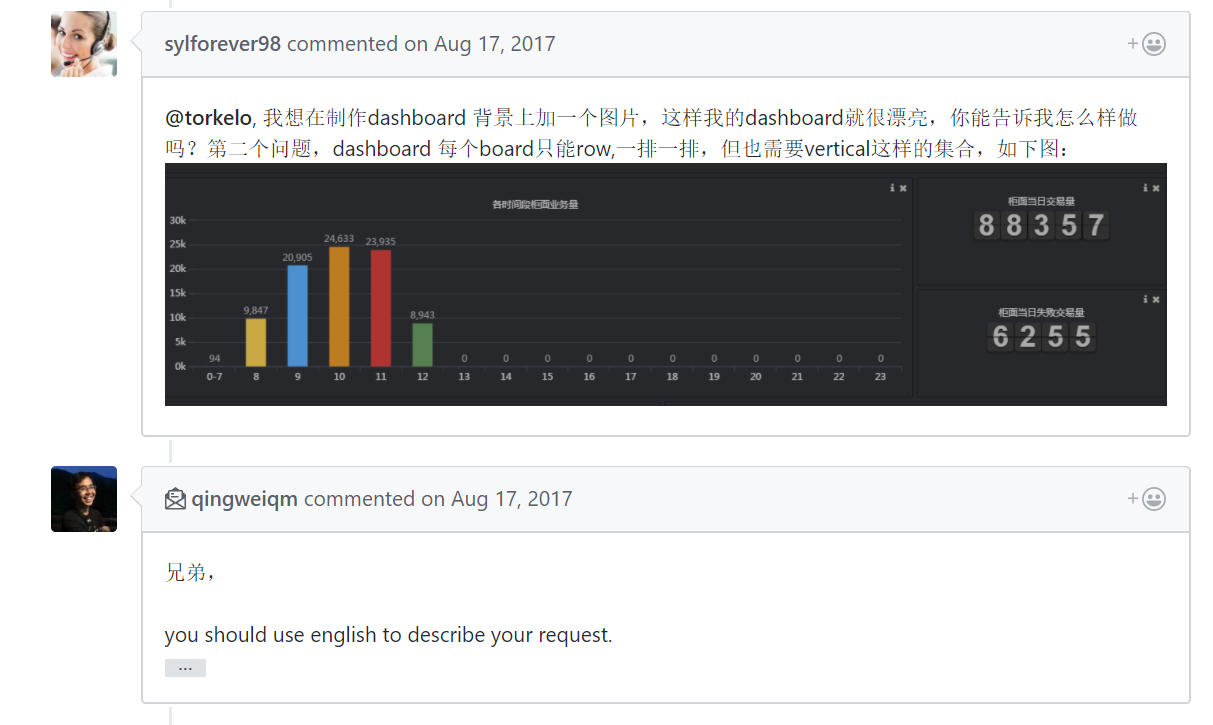 sylforever98 commented on Aug 17, 2017
@torkelo, 我想在制作dashboard 背景上加一个图片，这样我的dashboard就很漂亮，你能告诉我怎么样做
吗？第二个问题，dashboard 每个board只能row,一排一排，但也需要vertical这样的集合，如下图：
各时间段柜面业务量
30k
25k
20k
15k
10k
5k
0k
94
9,847
20,905
24,633
23,935
8,943
0 0 0 0 0 0 0 0 0 0 0
0-7 8 9 10 11 12 13 14 15 16 17 18 19 20 21 22 23
柜面当日交易量
88357
柜面当日失败交易量
6255
qingweiqm commented on Aug 17, 2017
兄弟，
you should use english to describe your request.
...